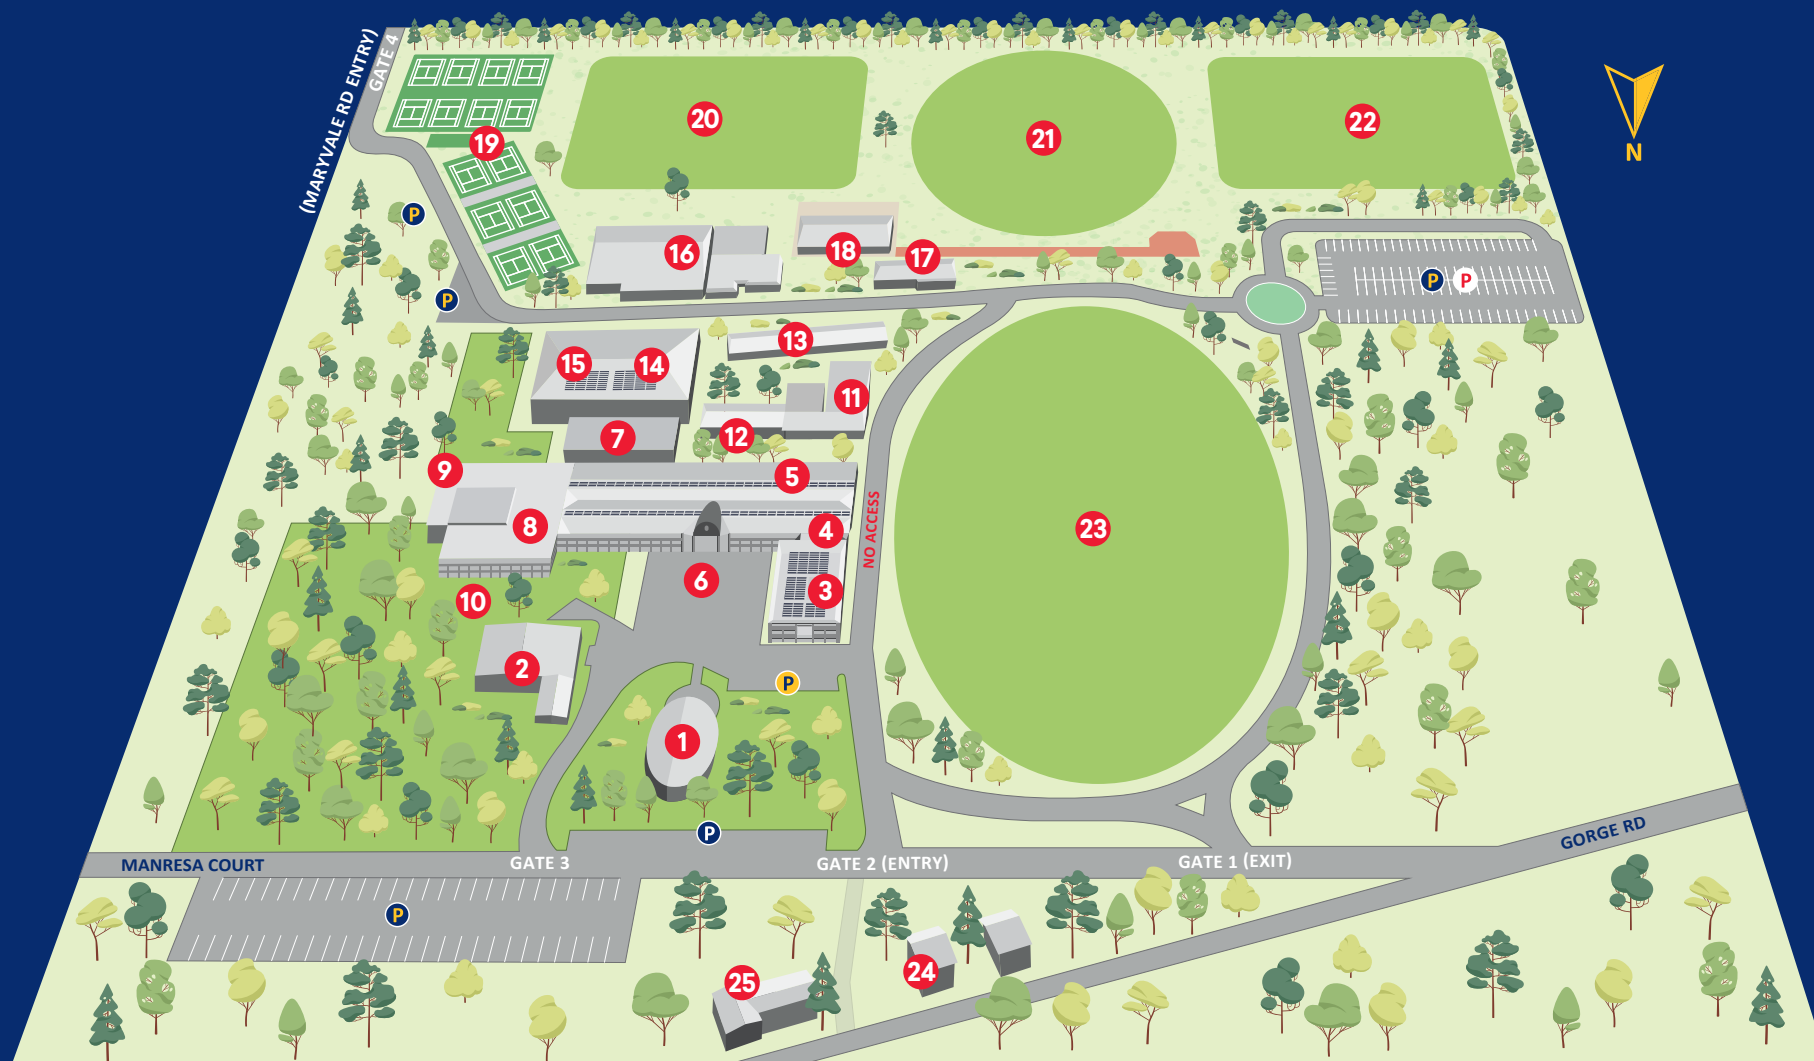 (MARYVALE RD ENTRY)
GATE 4
19
20
21
22
N
P
P
16
18
17
P
P
15
14
13
7
12
11
9
5
8
4
NO ACCESS
23
6
3
10
2
P
1
P
MANRESA COURT
GATE 3
GATE 2 (ENTRY)
GATE 1 (EXIT)
GORGE RD
P
25
24